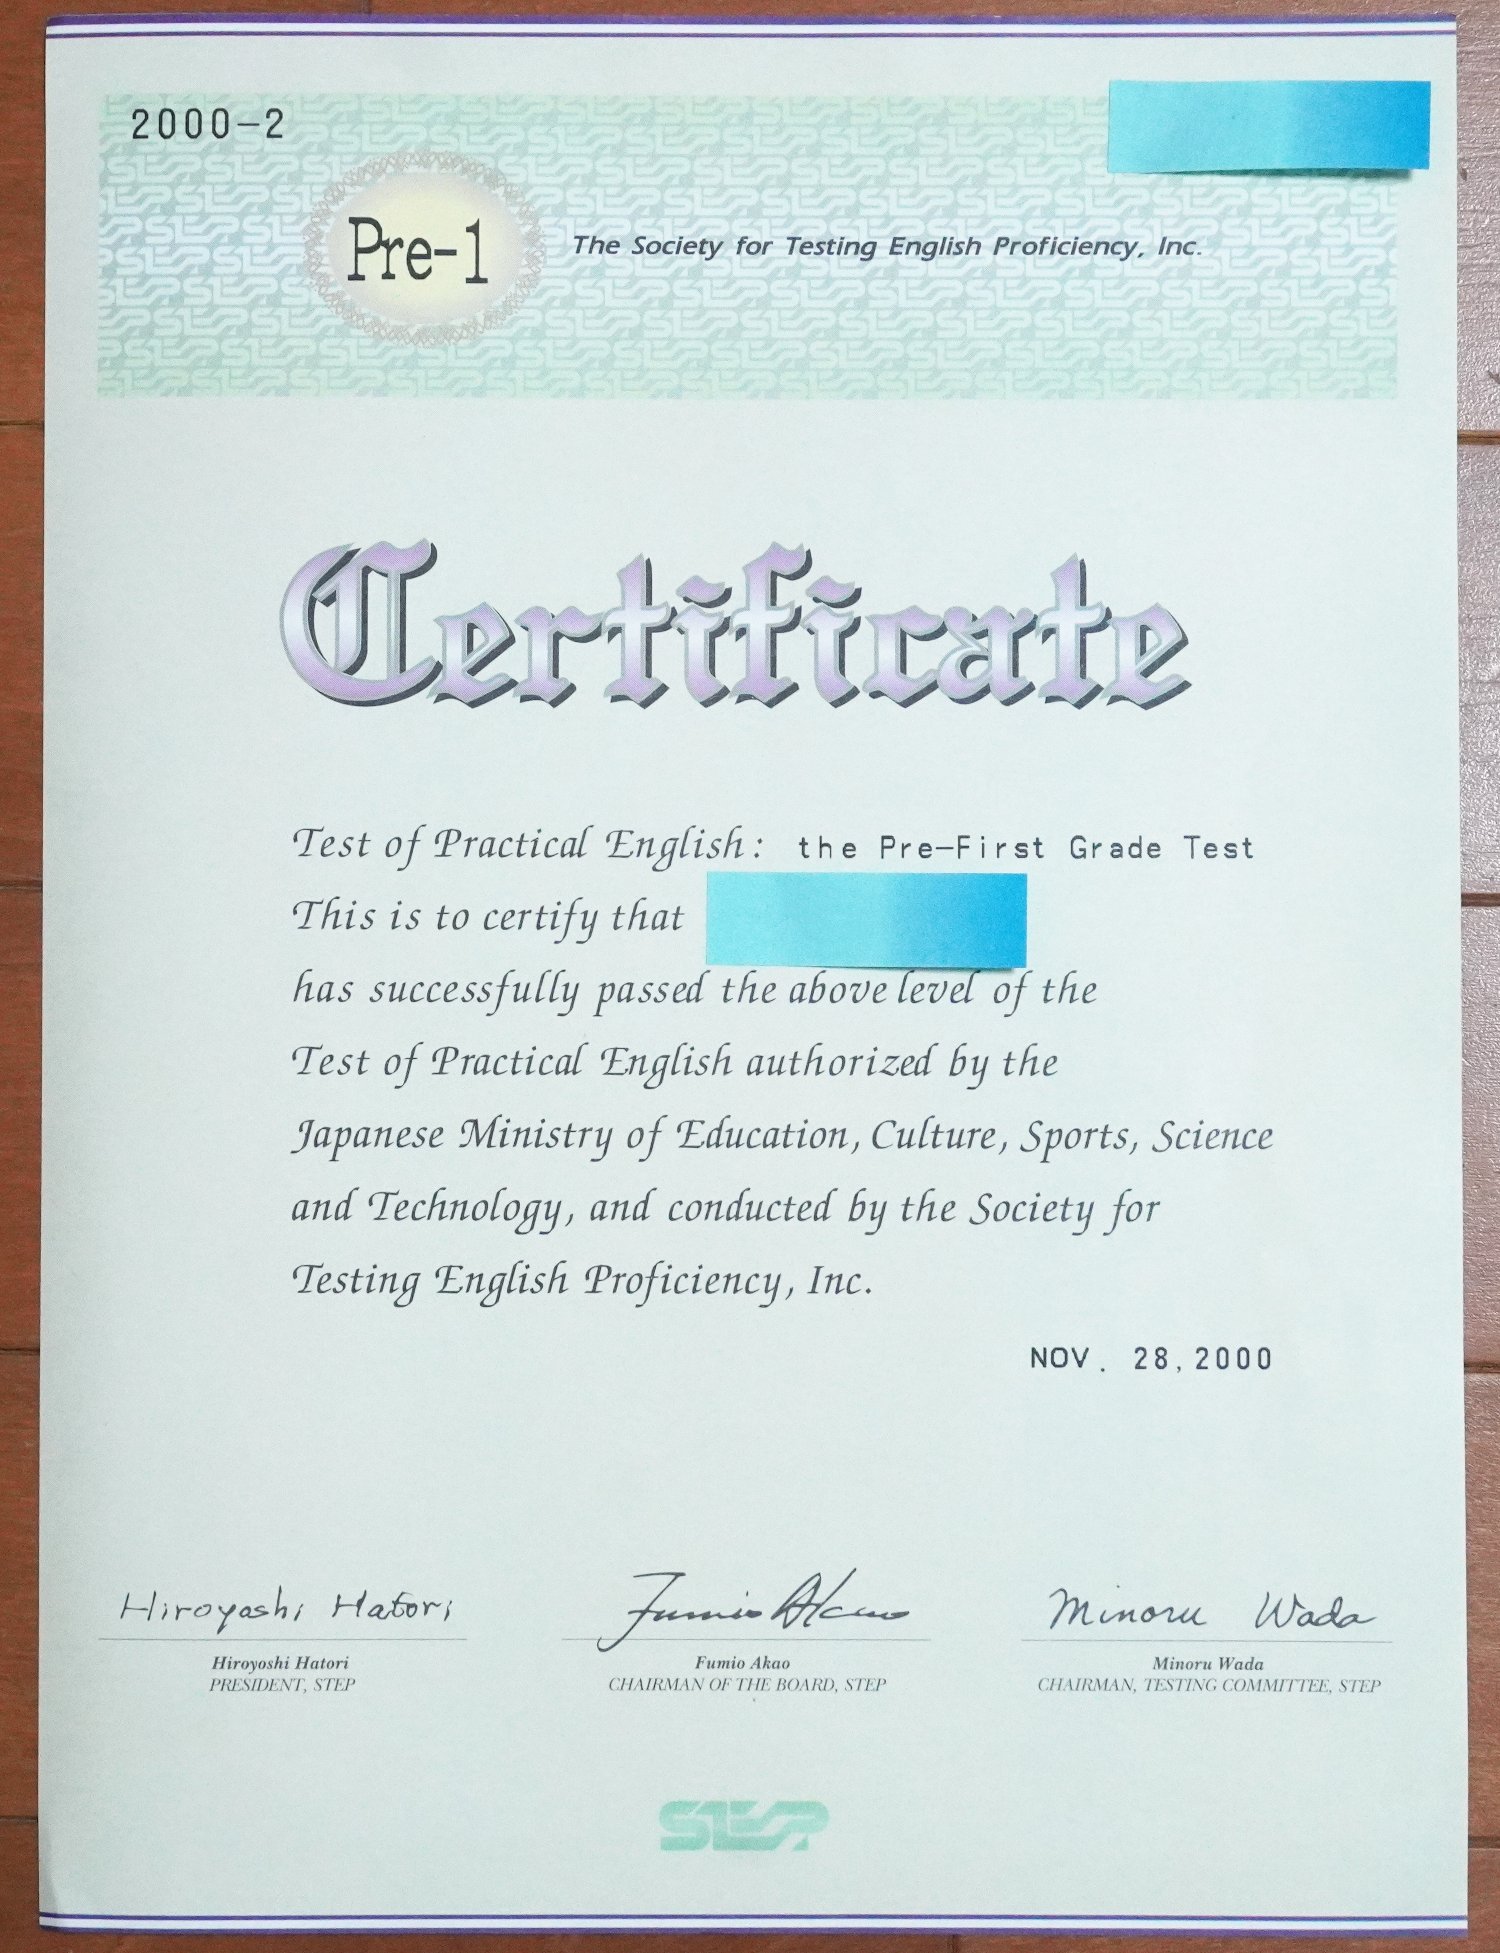 2000-2
Pre-1
The Society for Testing English Proficiency, Inc.
Certificate
Test of Practical English: the Pre-First Grade Test
This is to certify that
has successfully passed the above level of the
Test of Practical English authorized by the
Japanese Ministry of Education, Culture, Sports, Science
and Technology, and conducted by the Society for
Testing English Proficiency, Inc.
NOV. 28, 2000
Hiroyoshi Hatori Fumio Akao Minoru Wada
Hiroyoshi Hatori Fumio Akao Minoru Wada
PRESIDENT, STEP CHAIRMAN OF THE BOARD, STEP CHAIRMAN, TESTING COMMITTEE, STEP
STEP